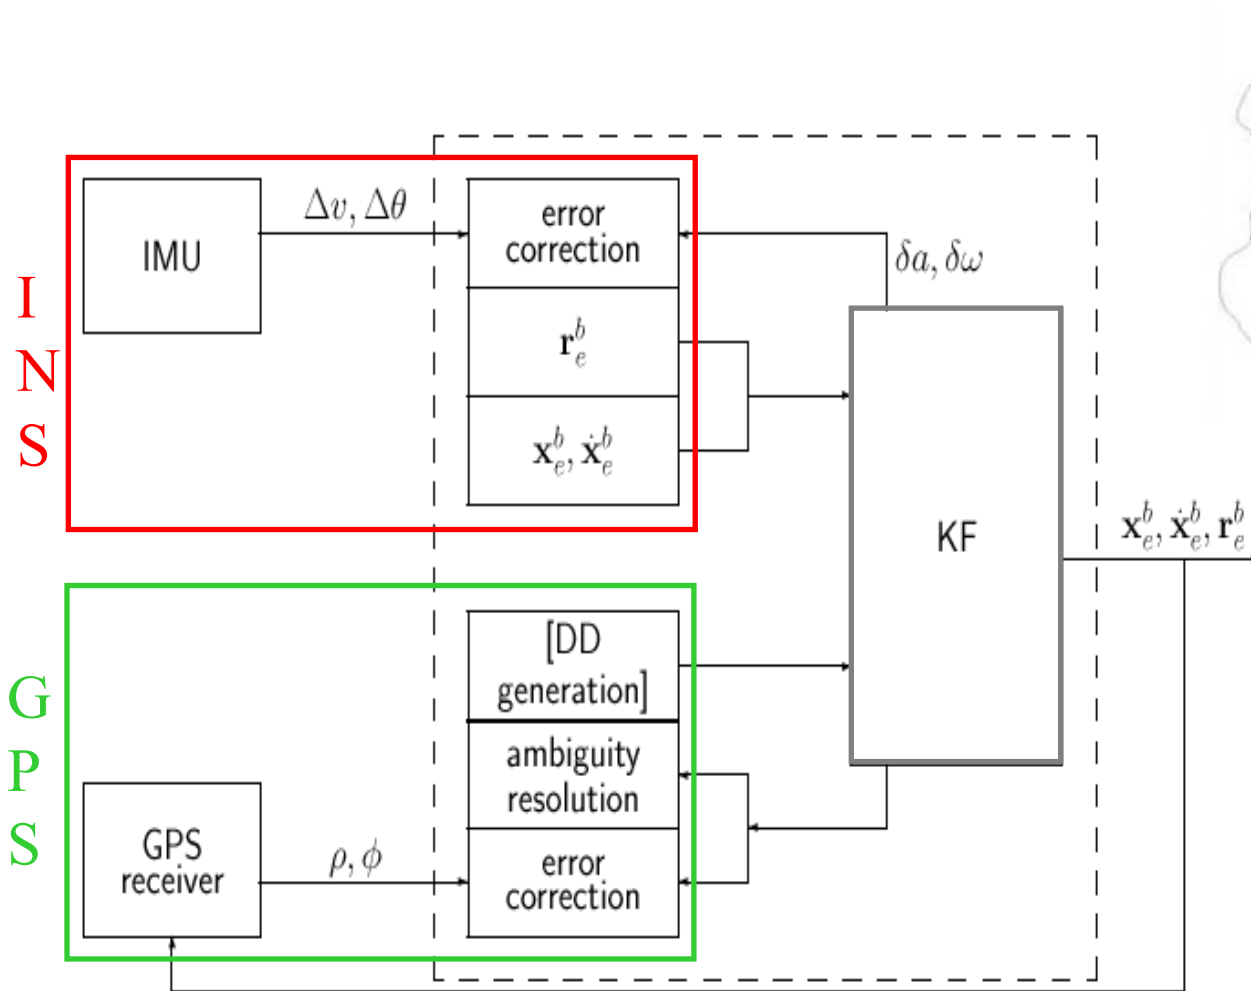 I
N
S
IMU
Δv, Δθ
error
correction
r_e^b
x_e^b, ẋ_e^b
δa, δω
KF
x_e^b, ẋ_e^b, r_e^b
G
P
S
[DD
generation]
ambiguity
resolution
error
correction
GPS
receiver
ρ, ϕ